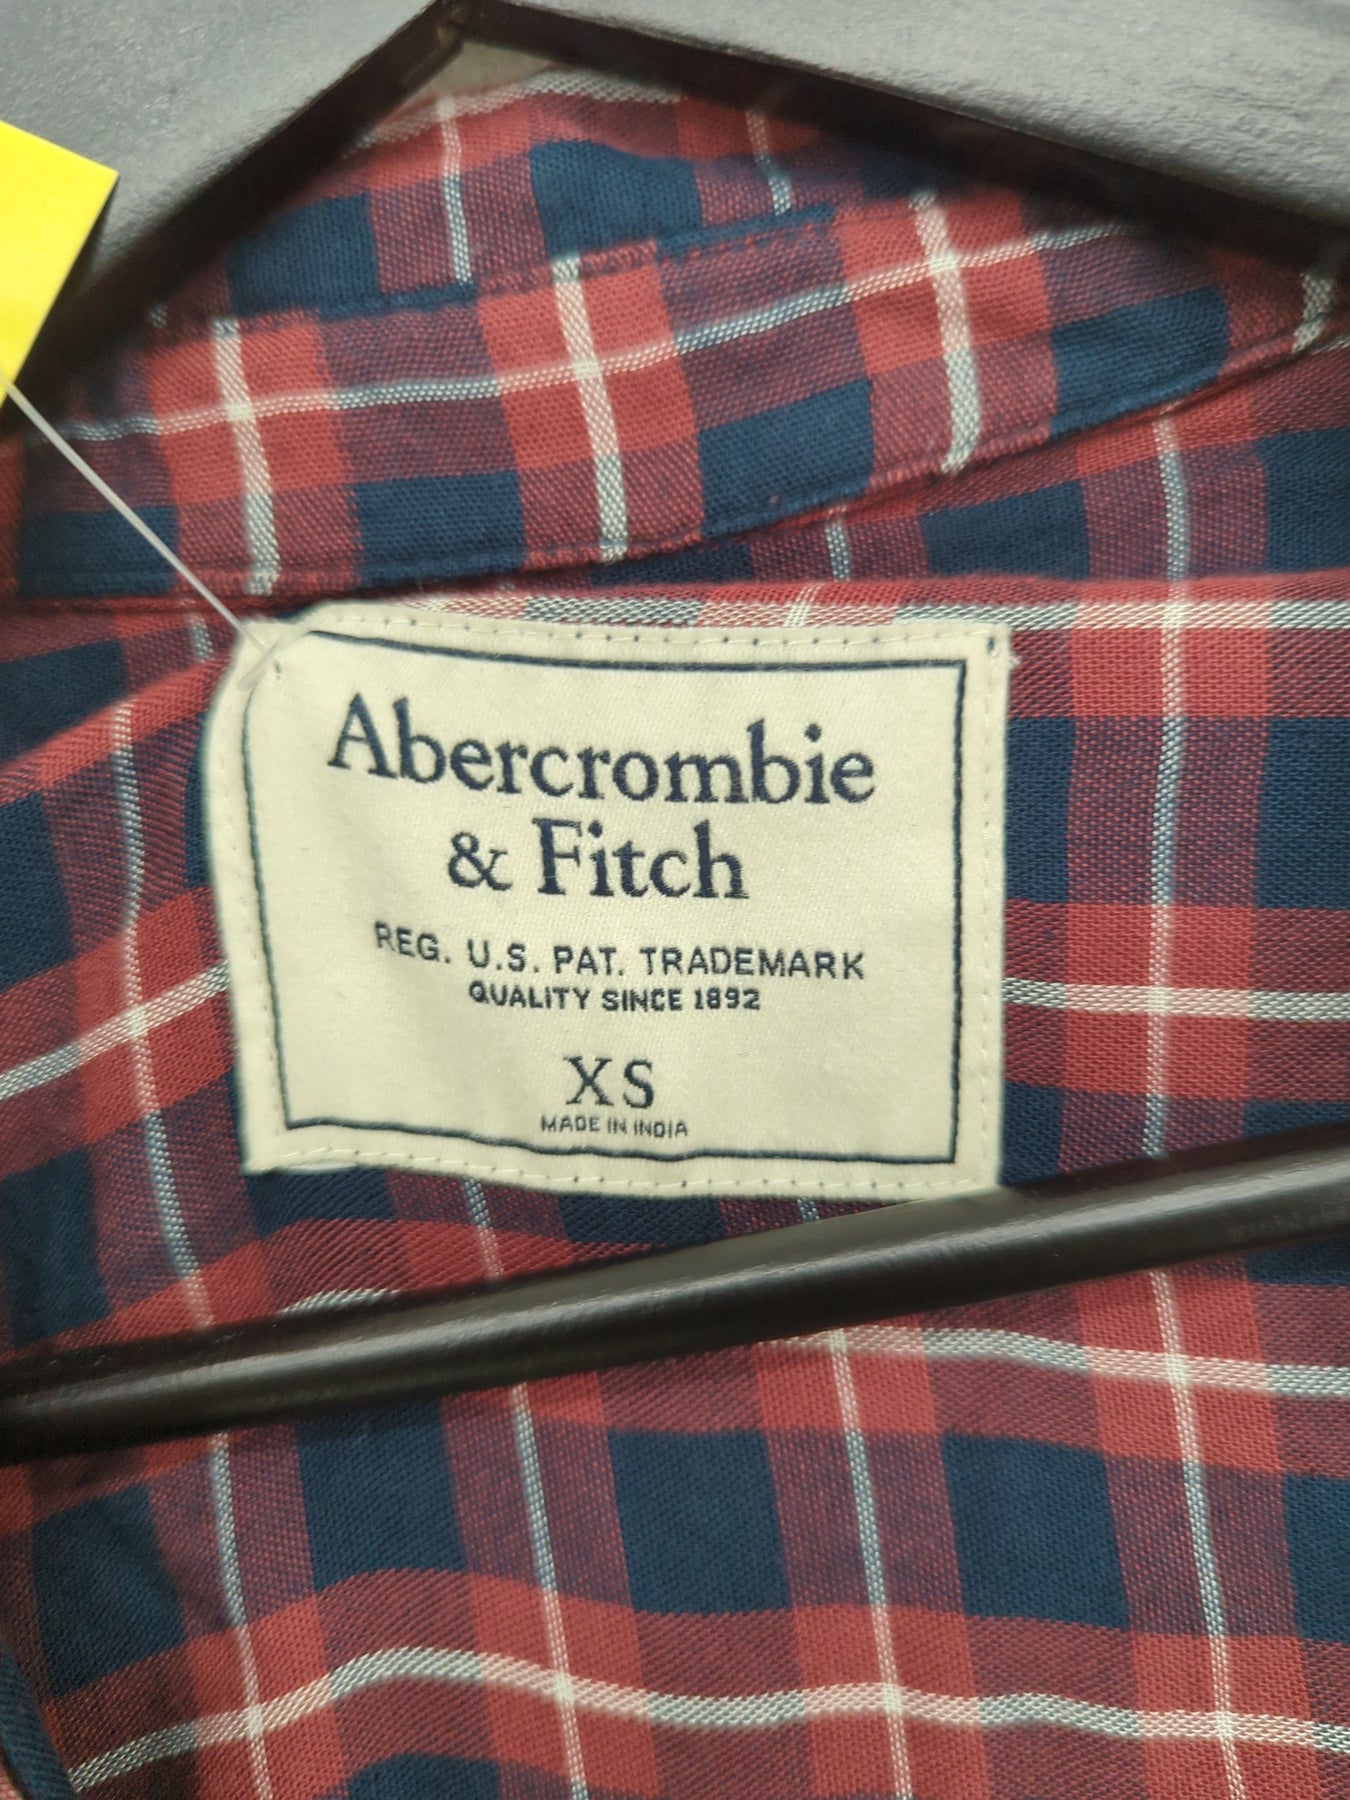 Abercrombie
& Fitch
REG. U.S. PAT. TRADEMARK
QUALITY SINCE 1892
XS
MADE IN INDIA